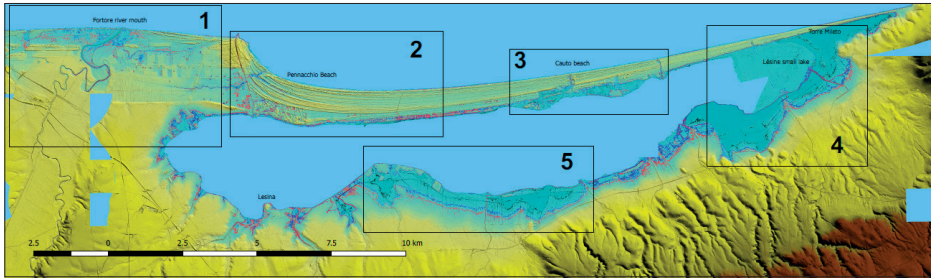 1
Fortore river mouth
2
Pennacchio Beach
3
Cauto beach
Torre Mileto
Lésine small lake
4
5
Lesina
2.5 0 2.5 5 7.5 10 km